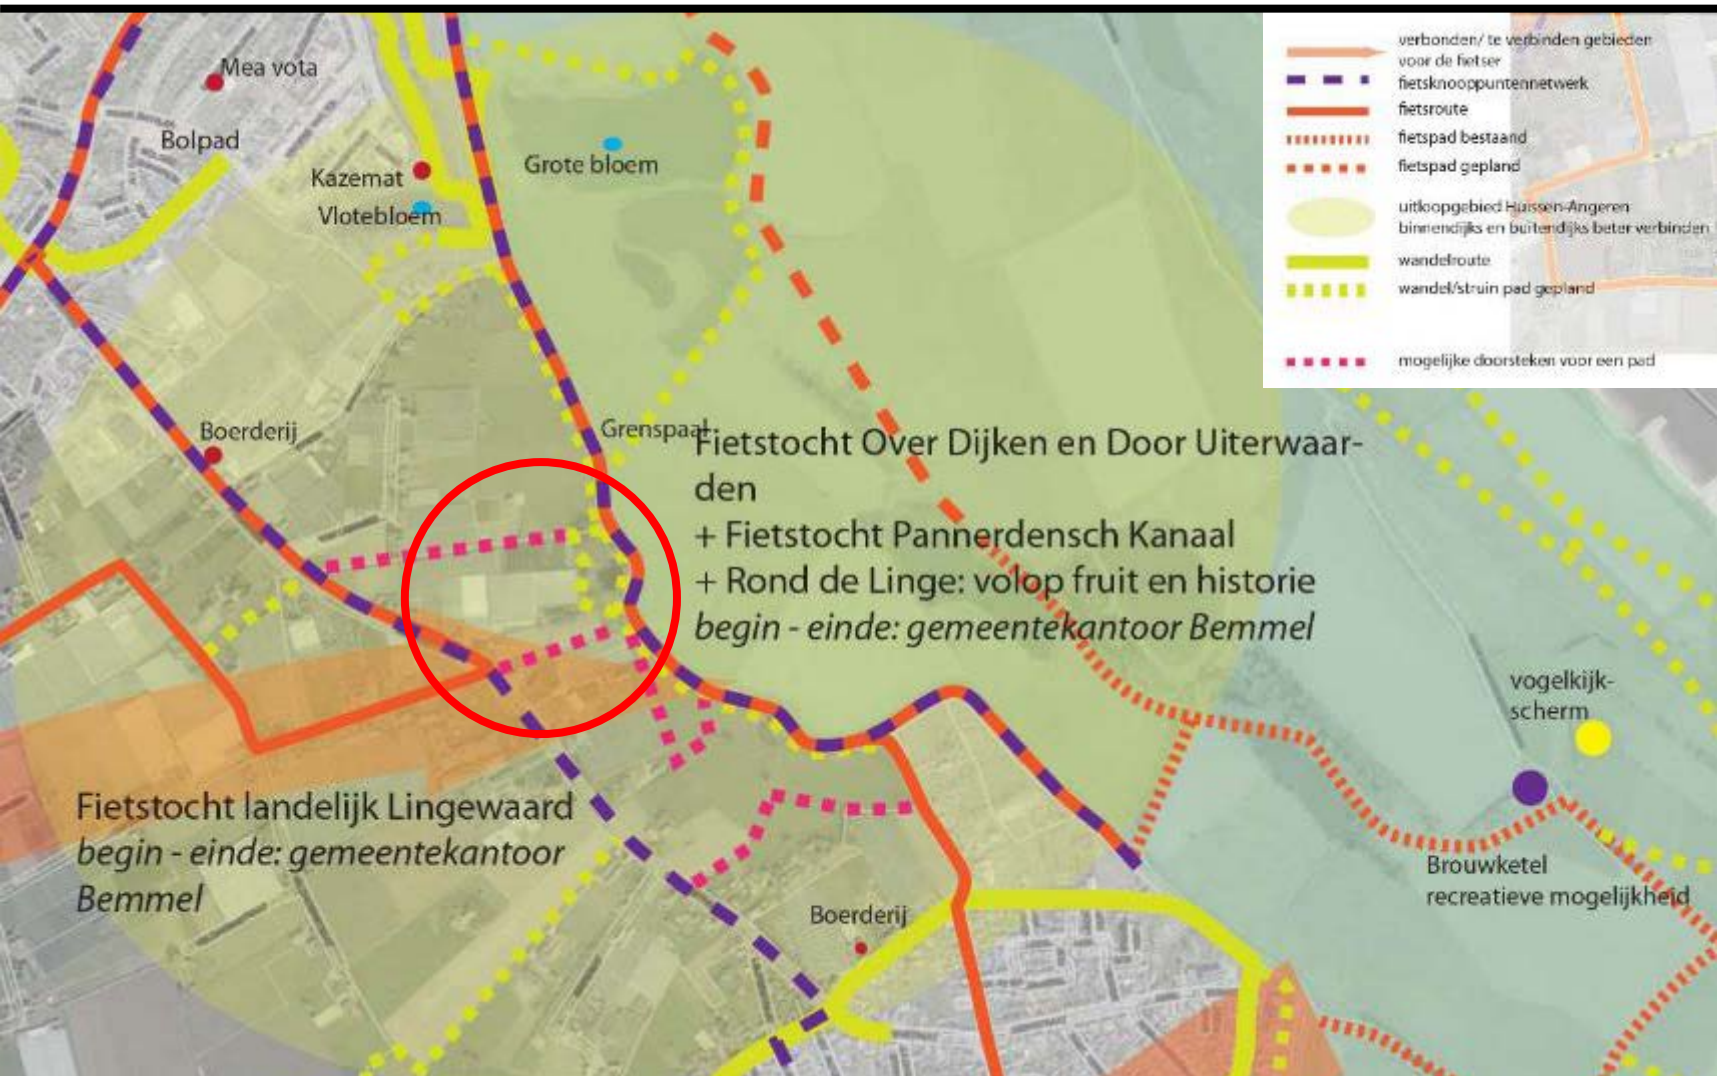 Mea vota
Bolpad
Kazemat
Vlotebloem
Grote bloem
verbonden/ te verbinden gebieden
voor de fietser
fietsknooppuntennetwerk
fietsroute
fietspad bestaand
fietspad gepland
uitloopgebied Huissen-Angeren
binnendijks en buitendijks beter verbinden
wandelroute
wandel/struin pad gepland
mogelijke doorsteken voor een pad
Boerderij
Grenspaal
Fietstocht Over Dijken en Door Uiterwaar-
den
+ Fietstocht Pannerdensch Kanaal
+ Rond de Linge: volop fruit en historie
begin - einde: gemeentekantoor Bemmel
vogelkijk-
scherm
Fietstocht landelijk Lingewaard
begin - einde: gemeentekantoor
Bemmel
Brouwketel
recreatieve mogelijkheid
Boerderij